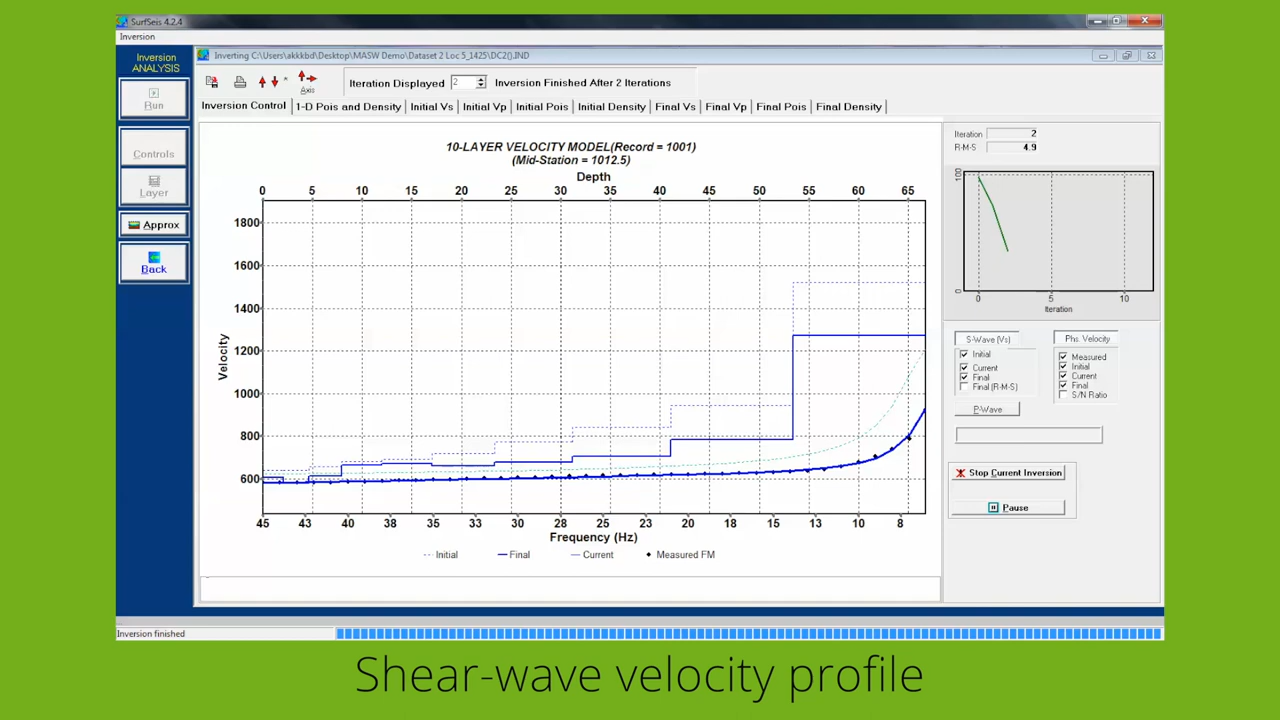 SurfSeis 4.2.4
Inversion
Inversion
ANALYSIS
Run
Controls
Layer
Approx
Back
Inverting C:\Users\akkkbd\Desktop\MASW Demo\Dataset 2 Loc 5_1425\DC2().IND
Axis
Iteration Displayed 2 Inversion Finished After 2 Iterations
Inversion Control 1-D Pois and Density Initial Vs Initial Vp Initial Pois Initial Density Final Vs Final Vp Final Pois Final Density
10-LAYER VELOCITY MODEL(Record = 1001)
(Mid-Station = 1012.5)
Depth
0 5 10 15 20 25 30 35 40 45 50 55 60 65
1800
1600
1400
1200
1000
800
600
Velocity
45 43 40 38 35 33 30 28 25 23 20 18 15 13 10 8
Frequency (Hz)
Initial Final Current Measured FM
Iteration 2
R-M-S 4.9
100
0
0 5 10
Iteration
S-Wave (Vs)
Initial
Current
Final
Final (R-M-S)
P-Wave
Phs. Velocity
Measured
Initial
Current
Final
S/N Ratio
Stop Current Inversion
Pause
Inversion finished
Shear-wave velocity profile